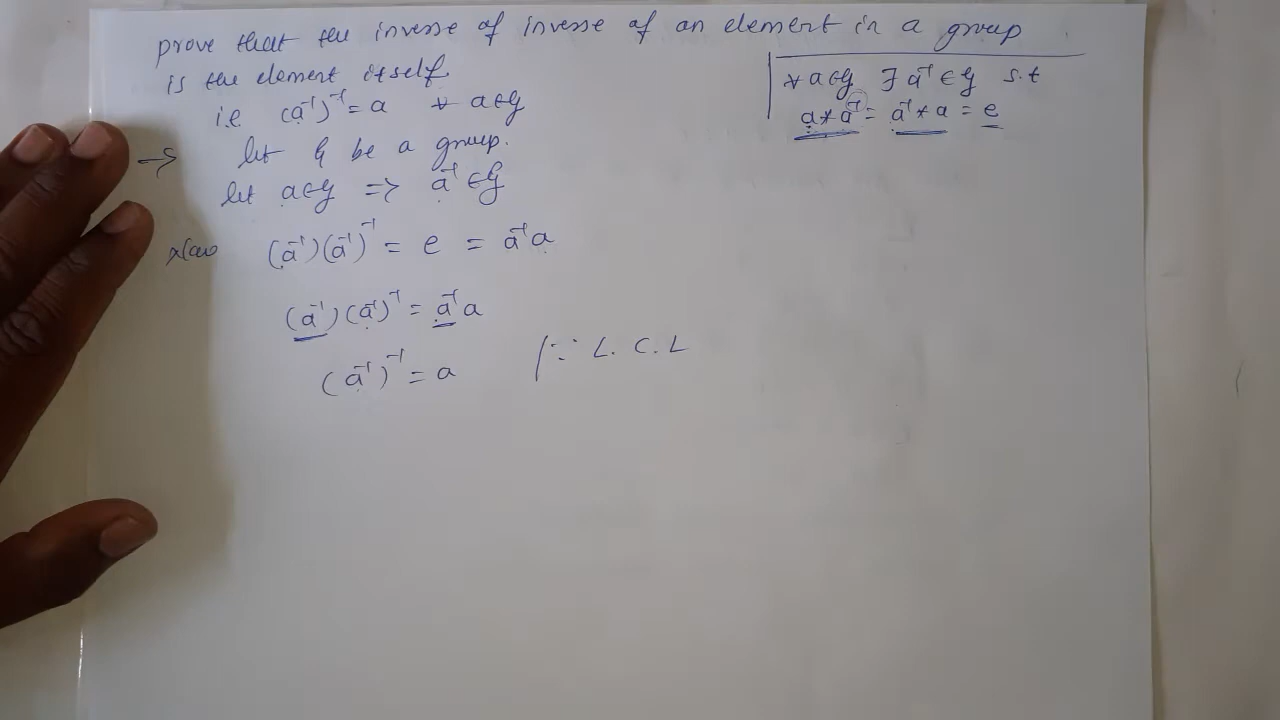 prove that the inverse of inverse of an element in a group
is the element itself.
i.e (a⁻¹)⁻¹ = a ∀ a∈G
∀ a∈G ∃ a⁻¹ ∈ G s.t
a * a⁻¹ = a⁻¹ * a = e
→ let G be a group.
let a∈G => a⁻¹ ∈ G
Now (a⁻¹)(a⁻¹)⁻¹ = e = a⁻¹a
(a⁻¹)(a⁻¹)⁻¹ = a⁻¹a
(a⁻¹)⁻¹ = a ∵ L.C.L